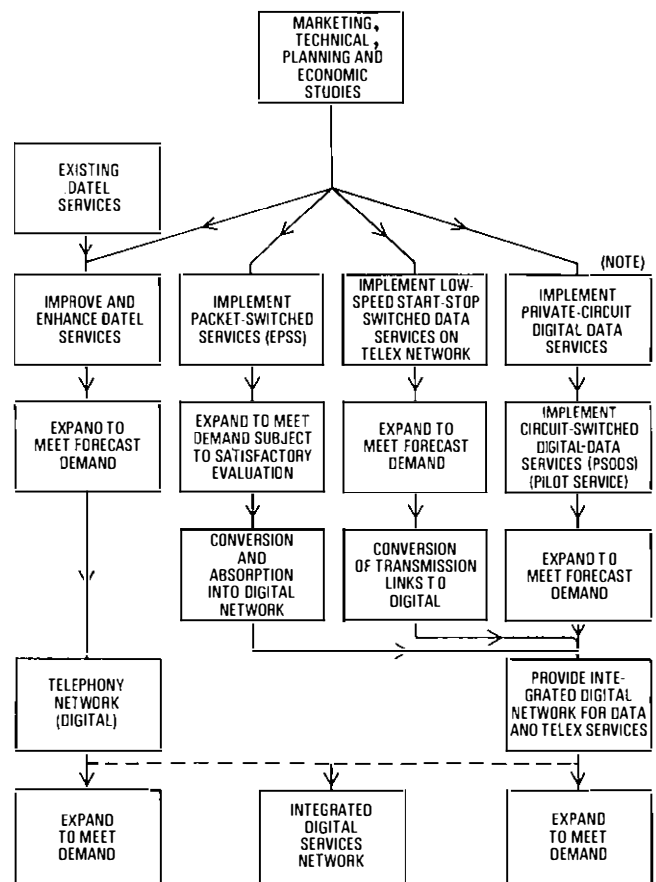 MARKETING,
TECHNICAL,
PLANNING AND
ECONOMIC
STUDIES
EXISTING
DATEL
SERVICES
(NOTE)
IMPROVE AND
ENHANCE DATEL
SERVICES
IMPLEMENT
PACKET-SWITCHED
SERVICES (EPSS)
IMPLEMENT LOW-
SPEED START-STOP
SWITCHED DATA
SERVICES ON
TELEX NETWORK
IMPLEMENT
PRIVATE-CIRCUIT
DIGITAL DATA
SERVICES
EXPAND TO
MEET FORECAST
DEMAND
EXPAND TO MEET
DEMAND SUBJECT
TO SATISFACTORY
EVALUATION
EXPAND TO
MEET FORECAST
DEMAND
IMPLEMENT
CIRCUIT-SWITCHED
DIGITAL-DATA
SERVICES (PSDDS)
(PILOT SERVICE)
CONVERSION
AND
ABSORPTION
INTO DIGITAL
NETWORK
CONVERSION
OF TRANSMISSION
LINKS TO
DIGITAL
EXPAND TO
MEET FORECAST
DEMAND
TELEPHONY
NETWORK
(DIGITAL)
PROVIDE INTE-
GRATED DIGITAL
NETWORK FOR DATA
AND TELEX SERVICES
EXPAND
TO MEET
DEMAND
INTEGRATED
DIGITAL
SERVICES
NETWORK
EXPAND
TO MEET
DEMAND